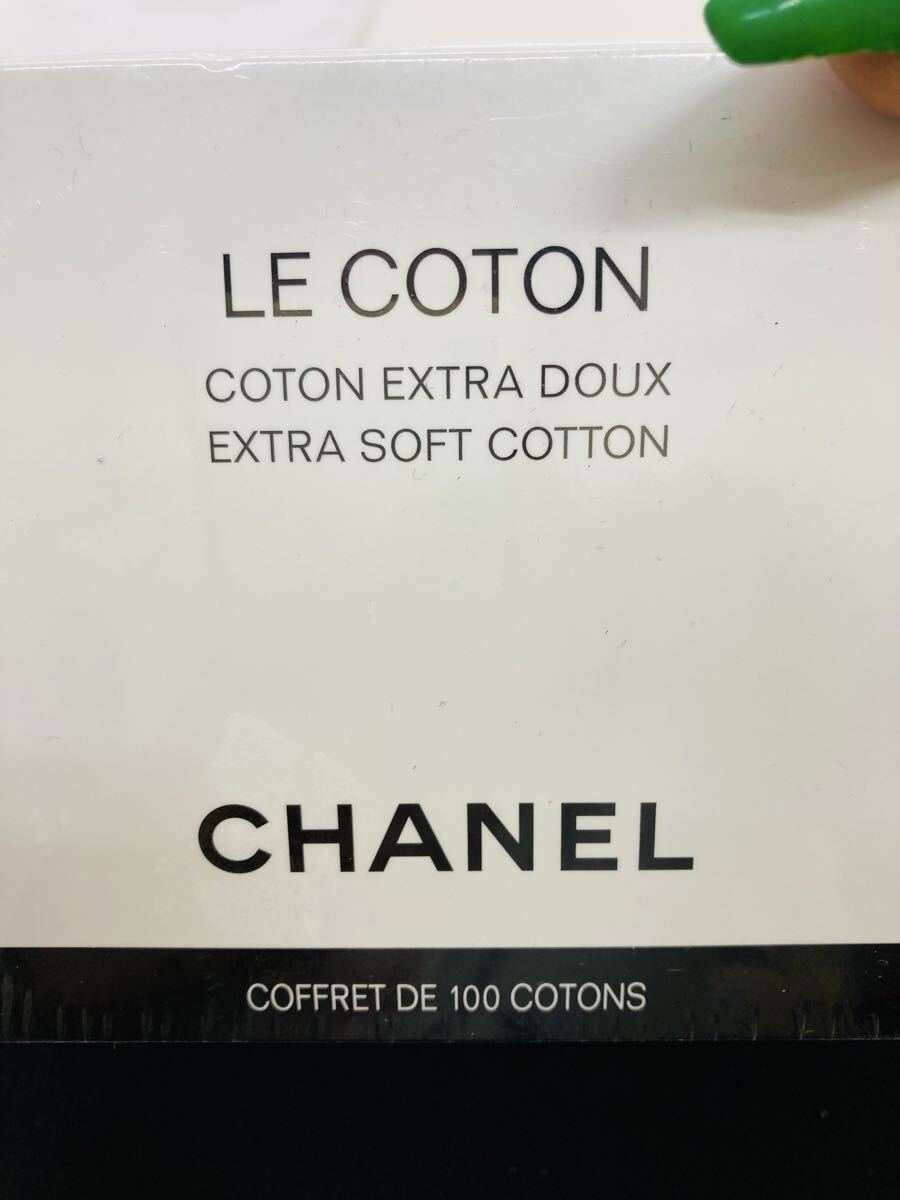 LE COTON
COTON EXTRA DOUX
EXTRA SOFT COTTON
CHANEL
COFFRET DE 100 COTONS